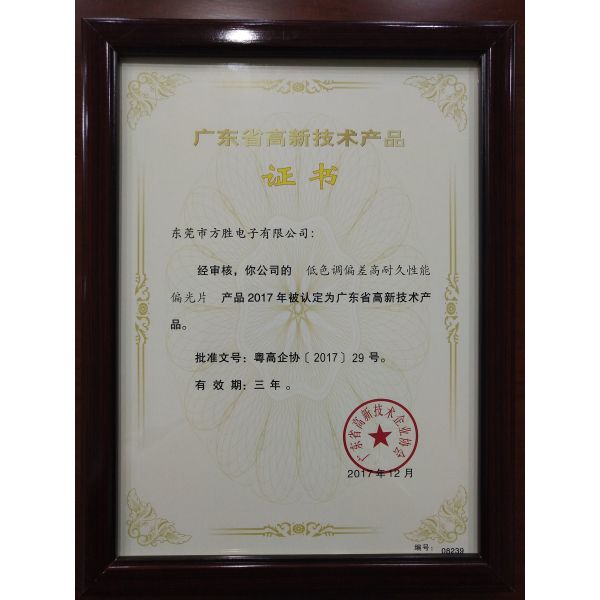 广东省高新技术产品
证书
东莞市方胜电子有限公司：
经审核，你公司的 低色调偏差高耐久性能
偏光片 产品2017年被认定为广东省高新技术产
品。
批准文号：粤高企协〔2017〕29号。
有效期：三年。
广东省高新技术企业协会
2017年12月
编号： 08239